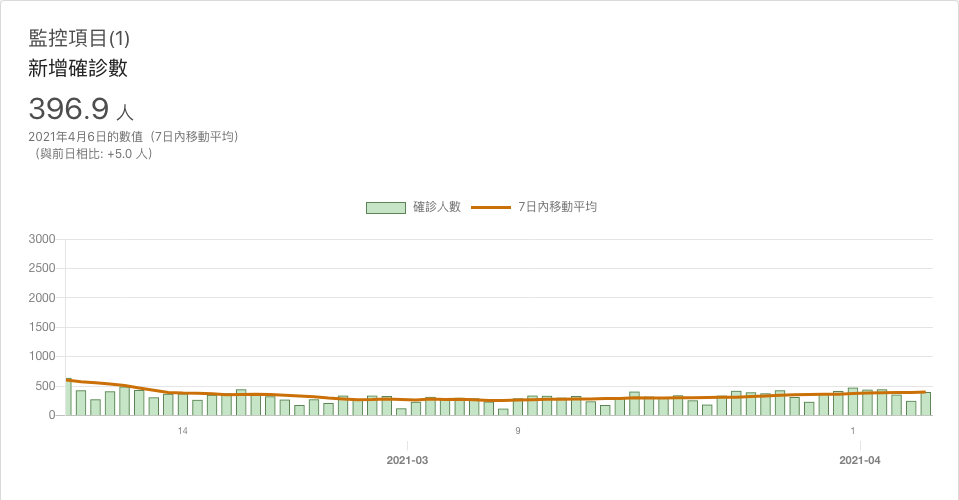 監控項目(1)
新增確診數
396.9 人
2021年4月6日的數值（7日內移動平均）
（與前日相比: +5.0 人）
確診人數 7日內移動平均
3000
2500
2000
1500
1000
500
0
14 9 1
2021-03 2021-04